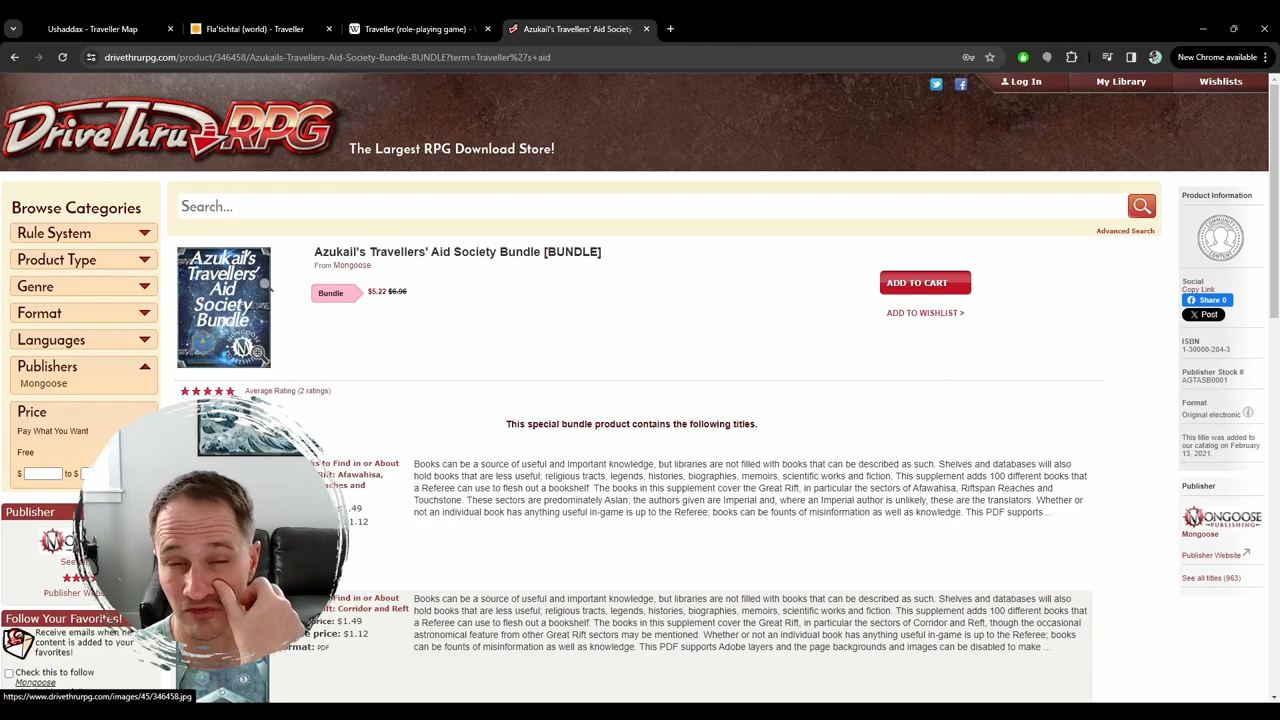 Ushaddax - Traveller Map
Fla'tichtal (world) - Traveller
Traveller (role-playing game) -
Azukail's Travellers' Aid Society
drivethrurpg.com/product/346458/Azukails-Travellers-Aid-Society-Bundle-BUNDLE?term=Traveller%27s+aid
New Chrome available
Log In
My Library
Wishlists
DriveThruRPG
The Largest RPG Download Store!
Browse Categories
Rule System
Product Type
Genre
Format
Languages
Publishers
Mongoose
Price
Pay What You Want
Free
$ to $
Publisher
Follow Your Favorites!
Receive emails when new
content is added to your
favorites!
Check this to follow
Mongoose
Search...
Advanced Search
Azukail's
Travellers'
Aid
Society
Bundle
Azukail's Travellers' Aid Society Bundle [BUNDLE]
From Mongoose
Bundle
$5.22 $6.96
ADD TO CART
ADD TO WISHLIST >
Average Rating (2 ratings)
This special bundle product contains the following titles.
to Find in or About
Rift: Afawahisa,
Reaches and
.49
$1.12
Books can be a source of useful and important knowledge, but libraries are not filled with books that can be described as such. Shelves and databases will also
hold books that are less useful; religious tracts, legends, histories, biographies, memoirs, scientific works and fiction. This supplement adds 100 different books that
a Referee can use to flesh out a bookshelf. The books in this supplement cover the Great Rift, in particular the sectors of Afawahisa, Riftspan Reaches and
Touchstone. These sectors are predominately Aslan; the authors given are Imperial and, where an Imperial author is unlikely, these are the translators. Whether or
not an individual book has anything useful in-game is up to the Referee; books can be founts of misinformation as well as knowledge. This PDF supports...
to Find in or About
Rift: Corridor and Reft
price: $1.49
price: $1.12
Format: PDF
Books can be a source of useful and important knowledge, but libraries are not filled with books that can be described as such. Shelves and databases will also
hold books that are less useful; religious tracts, legends, histories, biographies, memoirs, scientific works and fiction. This supplement adds 100 different books that
a Referee can use to flesh out a bookshelf. The books in this supplement cover the Great Rift, in particular the sectors of Corridor and Reft, though the occasional
astronomical feature from other Great Rift sectors may be mentioned. Whether or not an individual book has anything useful in-game is up to the Referee; books
can be founts of misinformation as well as knowledge. This PDF supports Adobe layers and the page backgrounds and images can be disabled to make ...
Product Information
COMMUNITY
CONTENT
Social
Copy Link
Share 0
Post
ISBN
1-30000-204-3
Publisher Stock #
AGTASB0001
Format
Original electronic
This title was added to
our catalog on February
13, 2021.
Publisher
MONGOOSE
PUBLISHING
Mongoose
Publisher Website
See all titles (963)
https://www.drivethrurpg.com/images/45/346458.jpg